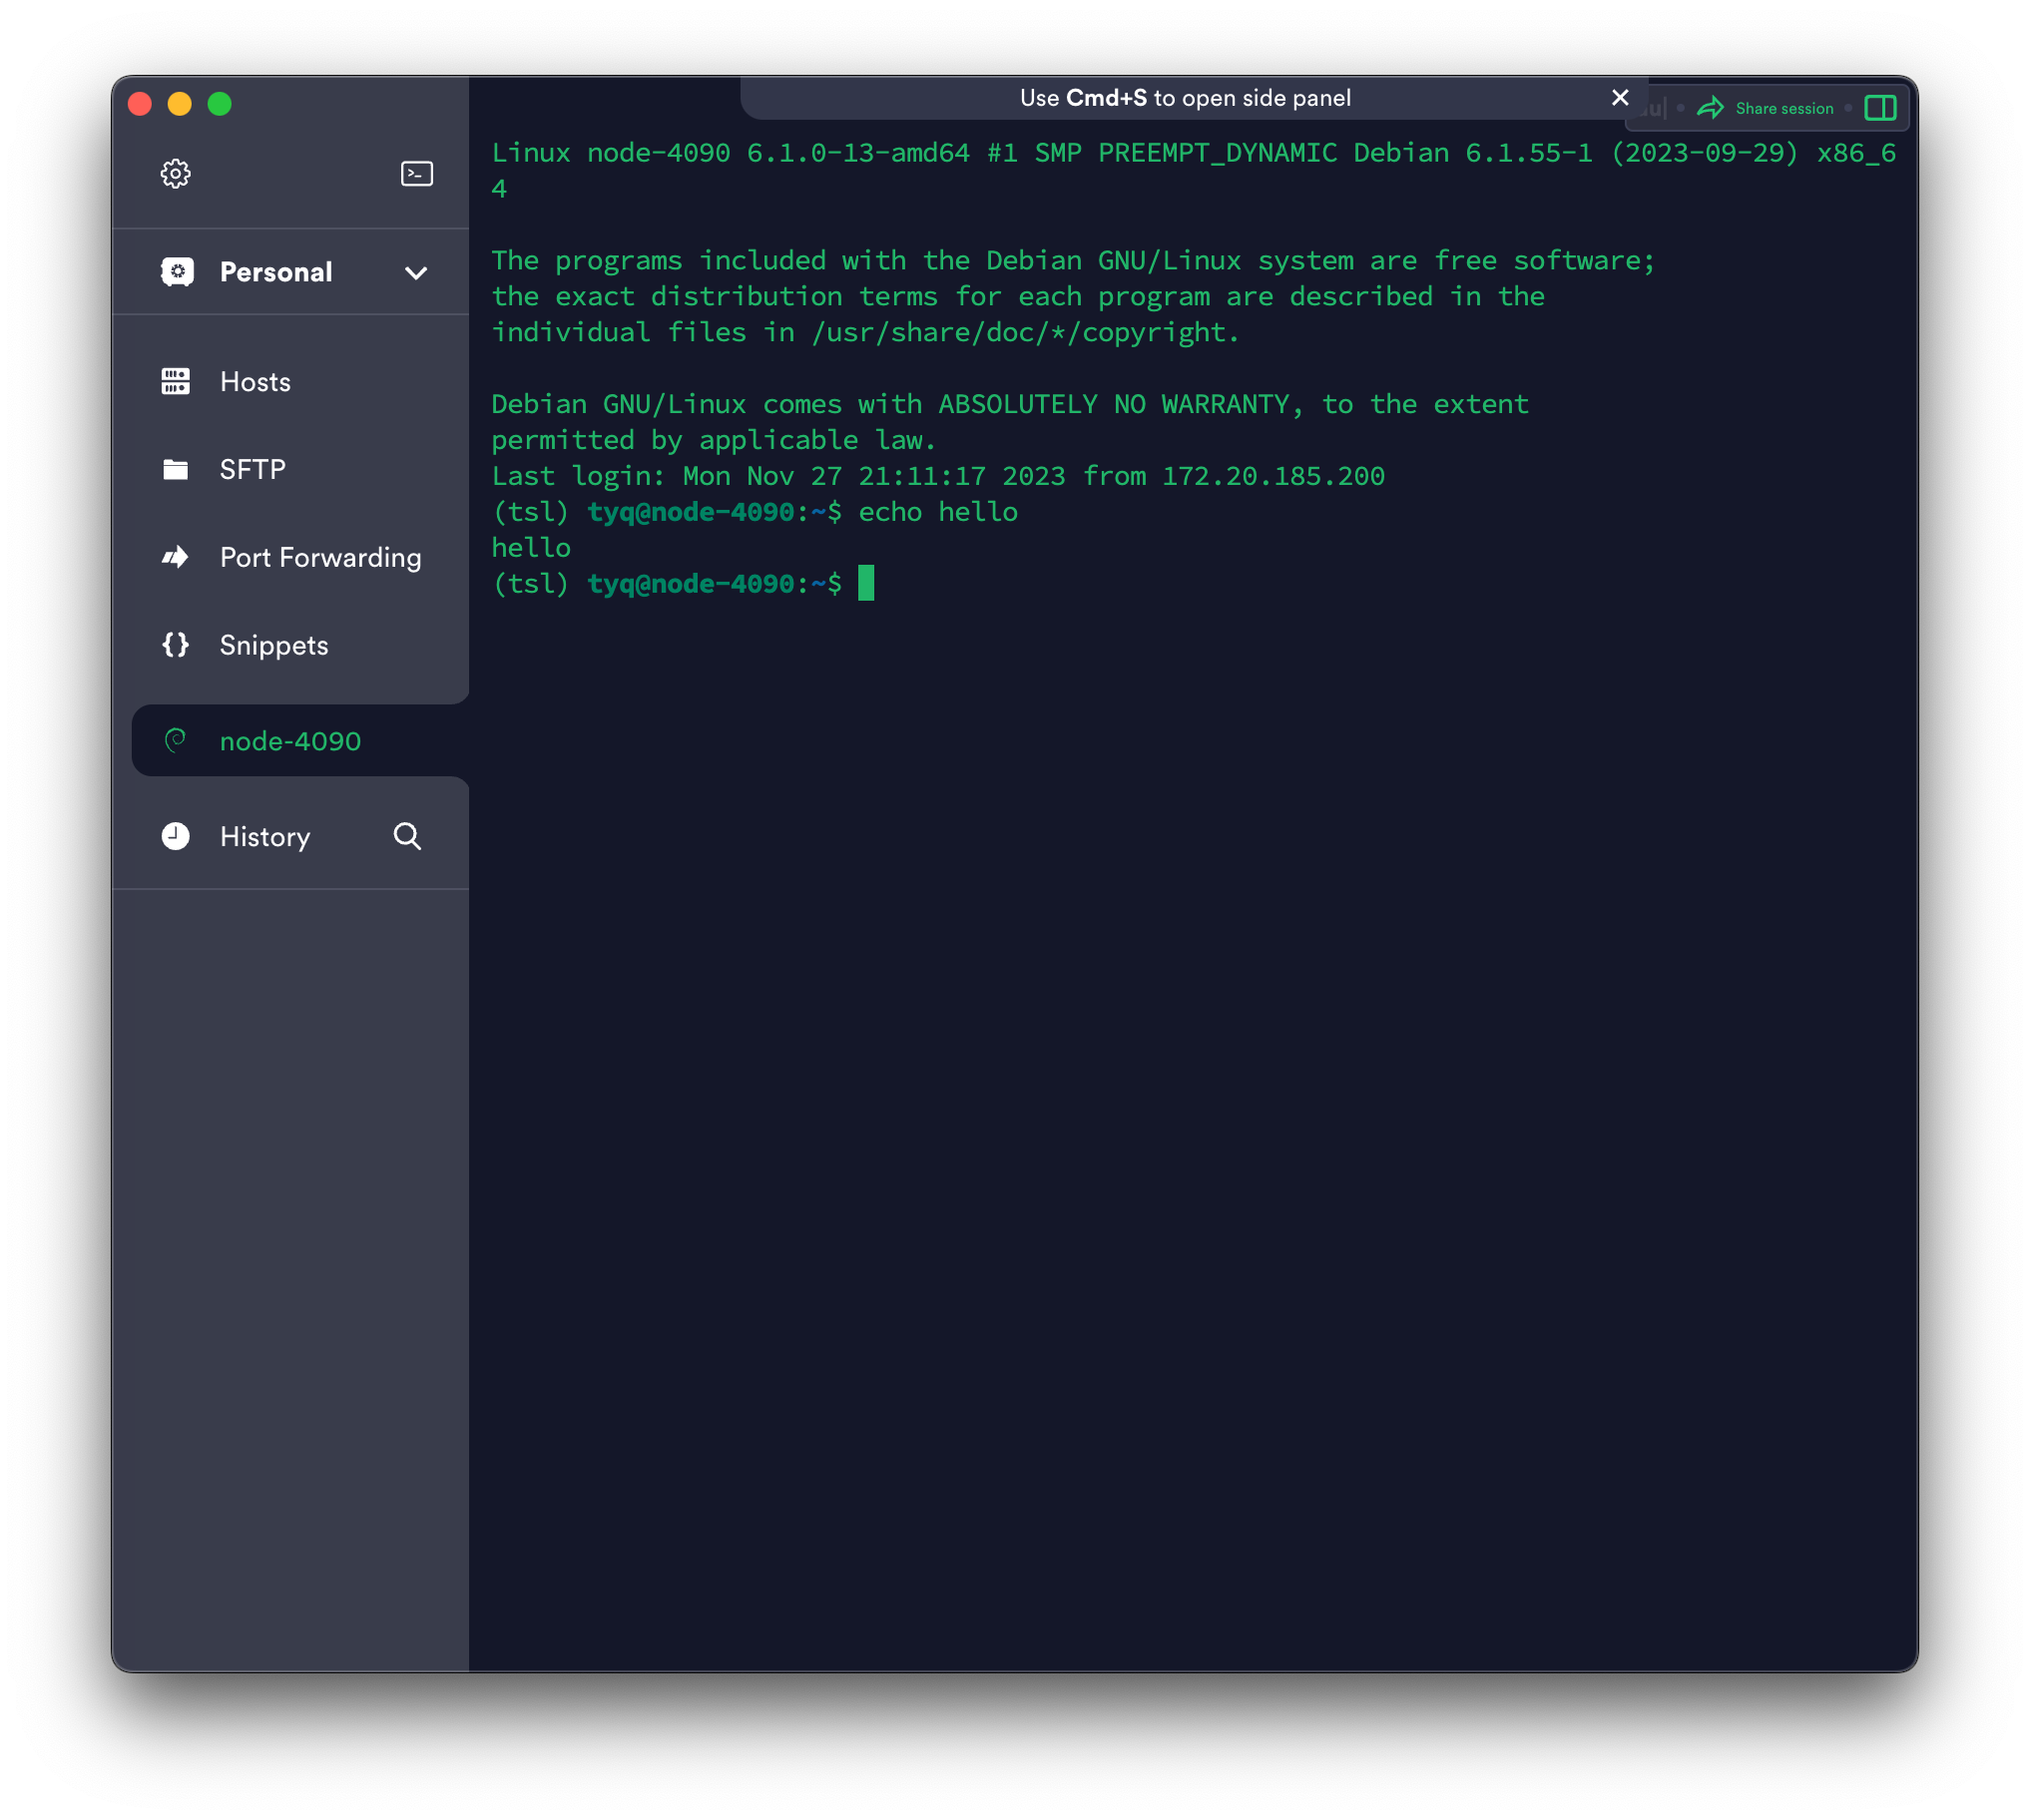 Use Cmd+S to open side panel
Share session
Personal
Hosts
SFTP
Port Forwarding
Snippets
node-4090
History
Linux node-4090 6.1.0-13-amd64 #1 SMP PREEMPT_DYNAMIC Debian 6.1.55-1 (2023-09-29) x86_6
4
The programs included with the Debian GNU/Linux system are free software;
the exact distribution terms for each program are described in the
individual files in /usr/share/doc/*/copyright.
Debian GNU/Linux comes with ABSOLUTELY NO WARRANTY, to the extent
permitted by applicable law.
Last login: Mon Nov 27 21:11:17 2023 from 172.20.185.200
(tsl) tyq@node-4090:~$ echo hello
hello
(tsl) tyq@node-4090:~$